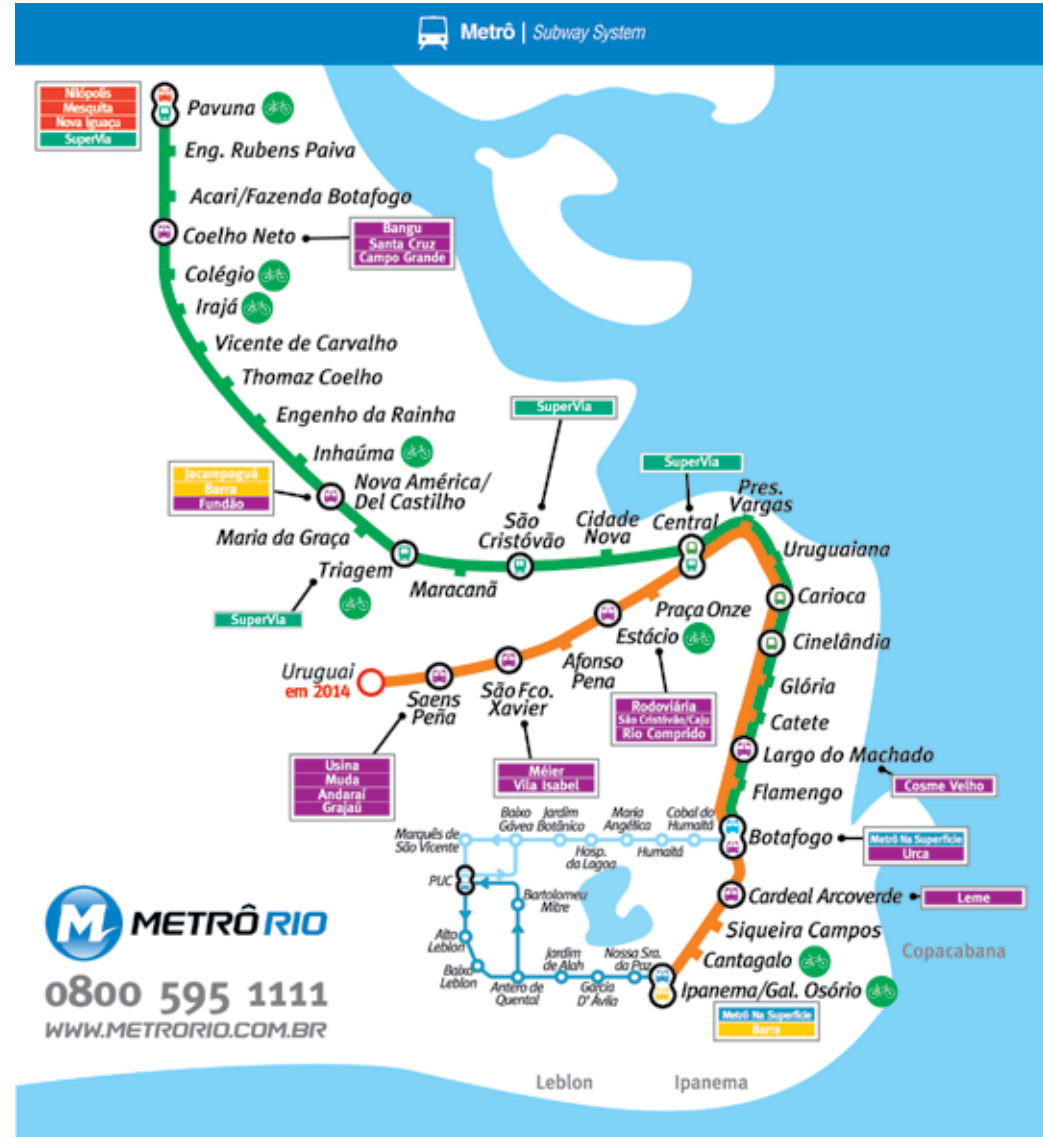 Metrô | Subway System
Nilópolis
Mesquita
Nova Iguaçu
SuperVia
Pavuna
Eng. Rubens Paiva
Acari/Fazenda Botafogo
Coelho Neto
Bangu
Santa Cruz
Campo Grande
Colégio
Irajá
Vicente de Carvalho
Thomaz Coelho
Engenho da Rainha
Inhaúma
Jacarepaguá
Barra
Fundão
Nova América/
Del Castilho
Maria da Graça
Triagem
SuperVia
Maracanã
SuperVia
São
Cristóvão
Cidade
Nova
SuperVia
Central
Pres.
Vargas
Uruguaiana
Carioca
Cinelândia
Glória
Catete
Largo do Machado
Cosme Velho
Flamengo
Botafogo
Metrô Na Superfície
Urca
Cardeal Arcoverde
Leme
Siqueira Campos
Cantagalo
Ipanema/Gal. Osório
Metrô Na Superfície
Barra
Praça Onze
Estácio
Rodoviária
São Cristóvão/Caju
Rio Comprido
Afonso
Pena
São Fco.
Xavier
Méier
Vila Isabel
Saens
Peña
Usina
Muda
Andaraí
Grajaú
Uruguai
em 2014
Marquês de
São Vicente
Baixo
Gávea
Jardim
Botânico
Hosp.
da Lagoa
Maria
Angélica
Humaitá
Cobal do
Humaitá
PUC
Bartolomeu
Mitre
Alto
Leblon
Baixo
Leblon
Antero de
Quental
Jardim
de Alah
Garcia
D' Ávila
Nossa Sra.
da Paz
METRÔ RIO
0800 595 1111
WWW.METRORIO.COM.BR
Copacabana
Leblon
Ipanema